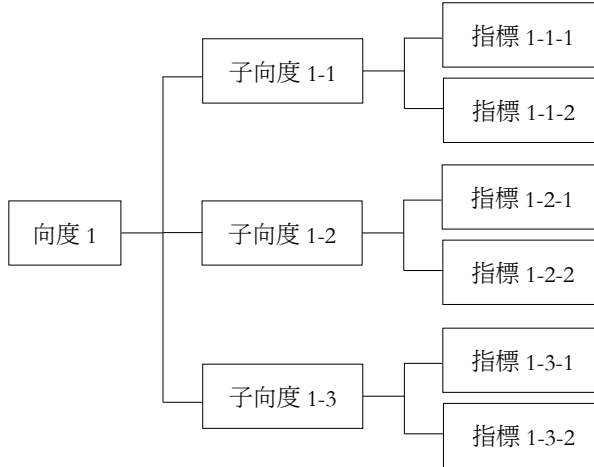 指標 1-1-1
子向度 1-1
指標 1-1-2
指標 1-2-1
向度 1
子向度 1-2
指標 1-2-2
指標 1-3-1
子向度 1-3
指標 1-3-2